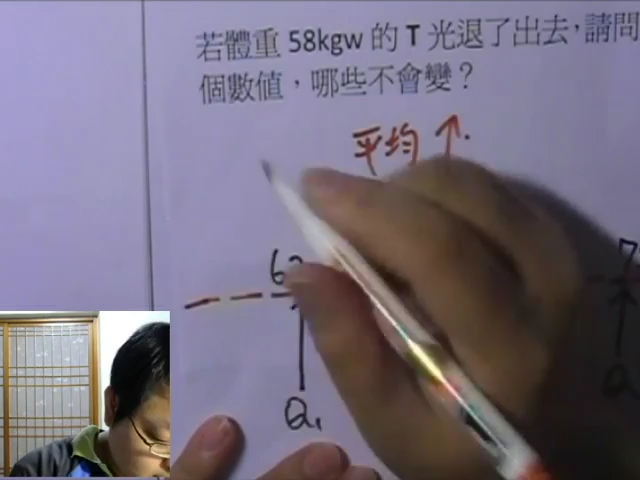 若體重 58kgw 的 T 光退了出去，請問
個數值，哪些不會變？
平均 ↑
Q₁